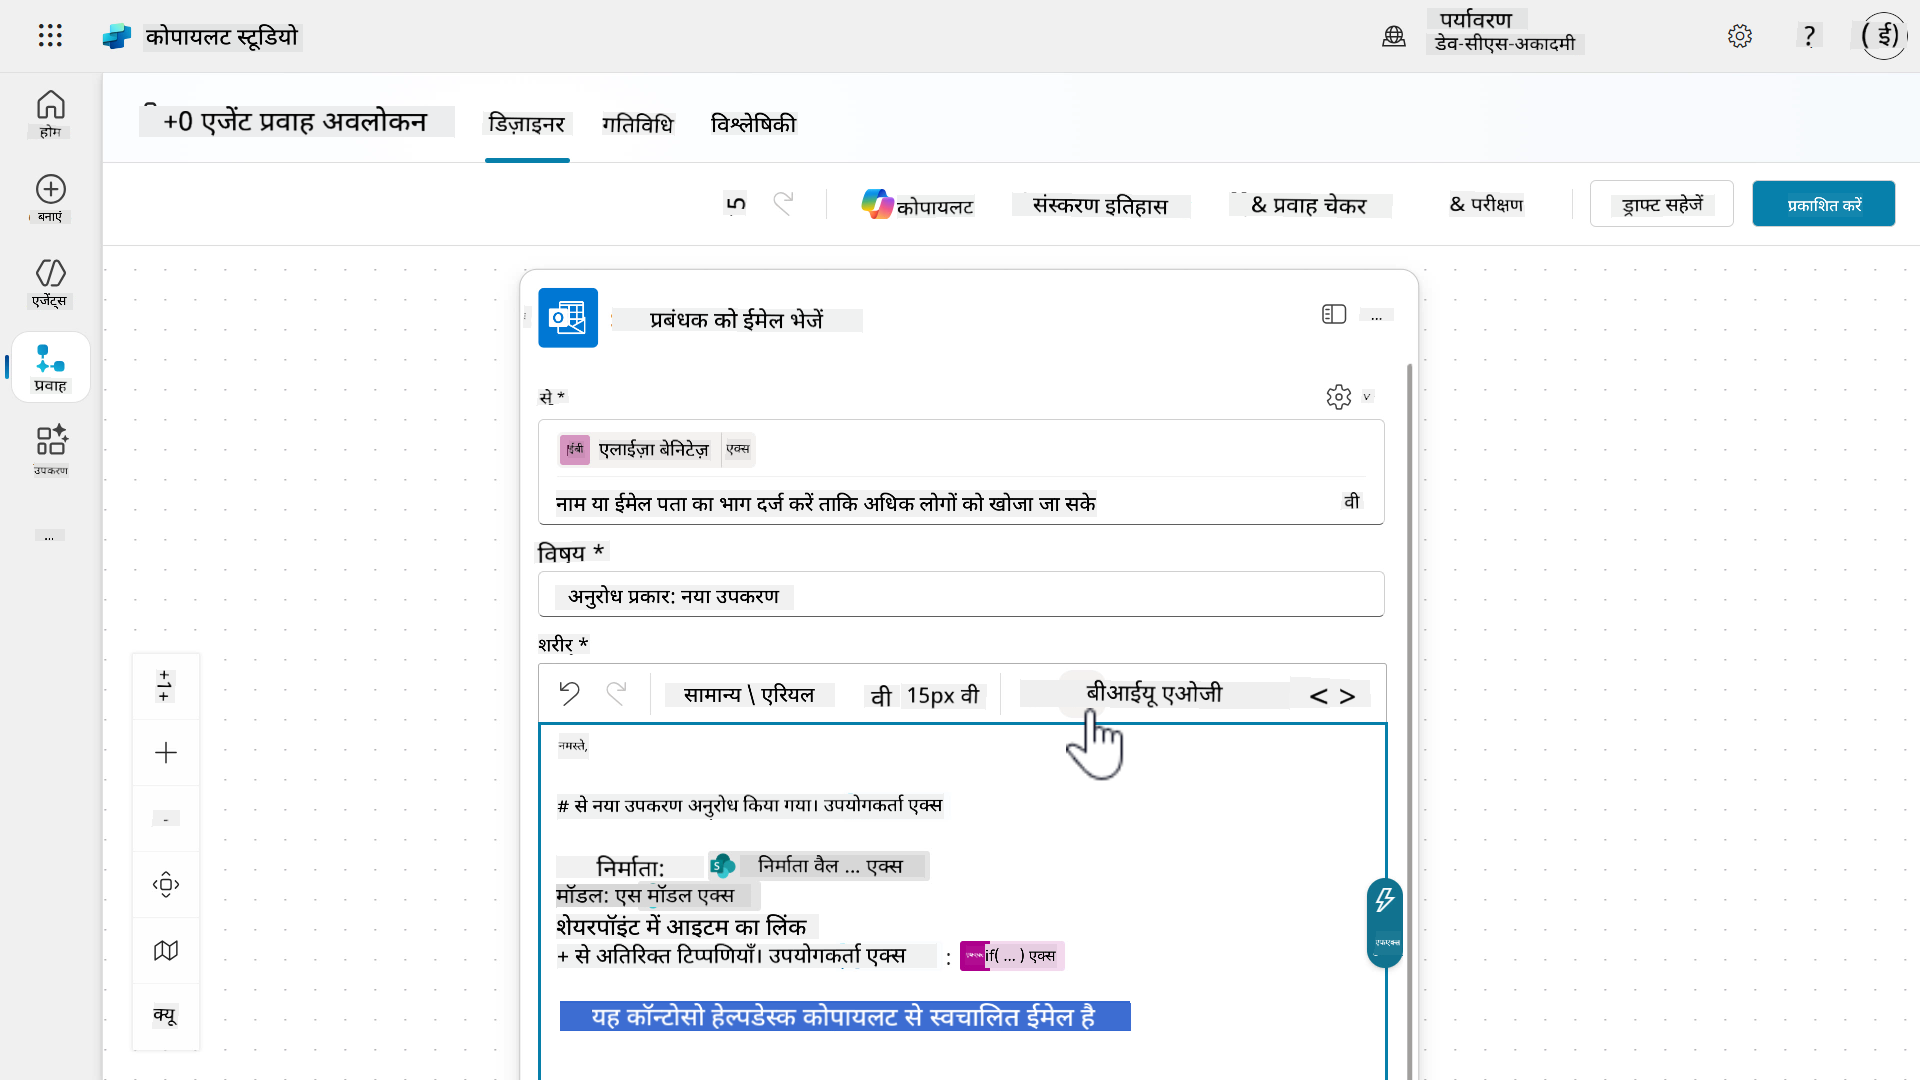 कोपायलट स्टूडियो
पर्यावरण
डेव-सीएस-अकादमी
?
( ई)
होम
बनाएं
एजेंट्स
प्रवाह
उपकरण
...
+0 एजेंट प्रवाह अवलोकन
डिज़ाइनर
गतिविधि
विश्लेषिकी
5
कोपायलट
संस्करण इतिहास
& प्रवाह चेकर
& परीक्षण
ड्राफ्ट सहेजें
प्रकाशित करें
प्रबंधक को ईमेल भेजें
...
से *
v
ईबी
एलाईज़ा बेनिटेज़
एक्स
नाम या ईमेल पता का भाग दर्ज करें ताकि अधिक लोगों को खोजा जा सके
वी
विषय *
अनुरोध प्रकार: नया उपकरण
शरीर *
सामान्य \ एरियल
वी
15px वी
बीआईयू एओजी
< >
नमस्ते,
# से नया उपकरण अनुरोध किया गया। उपयोगकर्ता एक्स
निर्माता:
निर्माता वैल ... एक्स
मॉडल: एस मॉडल एक्स
शेयरपॉइंट में आइटम का लिंक
+ से अतिरिक्त टिप्पणियाँ। उपयोगकर्ता एक्स
:
if( ... ) एक्स
यह कॉन्टोसो हेल्पडेस्क कोपायलट से स्वचालित ईमेल है
एफएक्स
क्यू